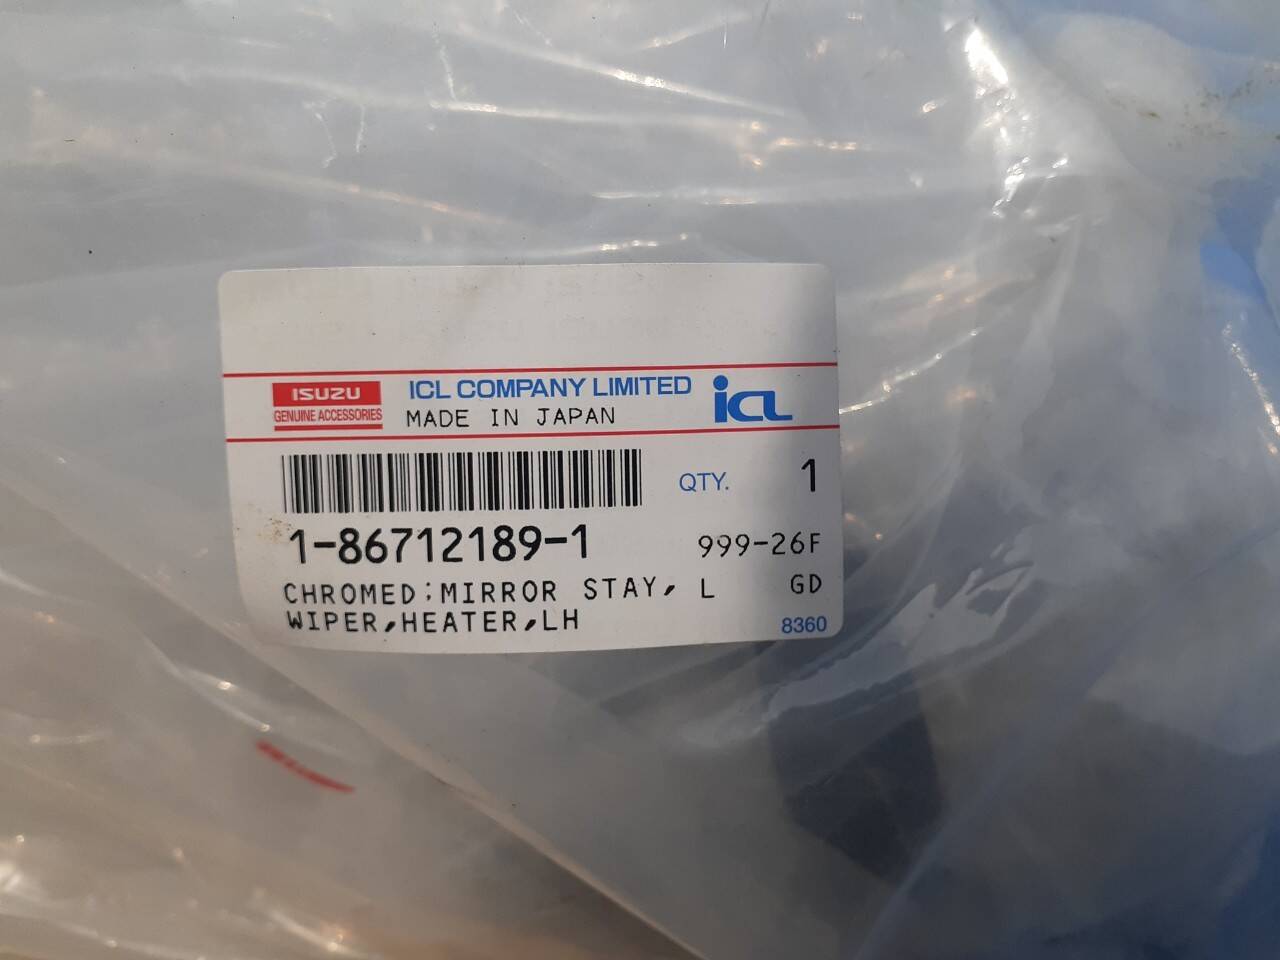 ISUZU
GENUINE ACCESSORIES
ICL COMPANY LIMITED
MADE IN JAPAN
icL
QTY. 1
1-86712189-1
999-26F
CHROMED:MIRROR STAY, L GD
WIPER,HEATER,LH
8360